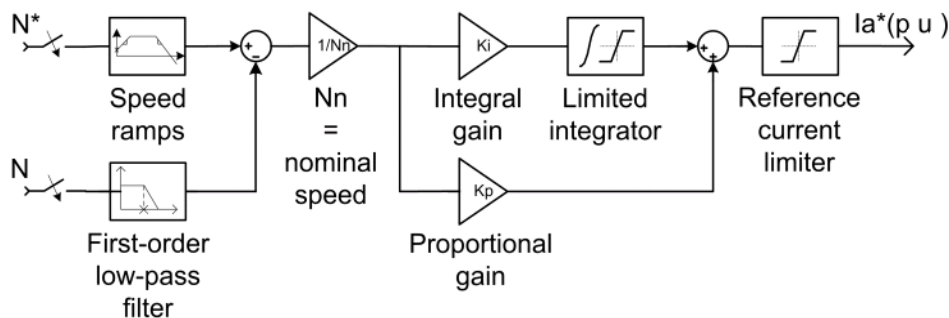 N*
Ia*(p u )
+
-
1/Nn
Ki
+
+
Speed
ramps
Nn
=
nominal
speed
Integral
gain
Limited
integrator
Reference
current
limiter
N
Kp
First-order
low-pass
filter
Proportional
gain